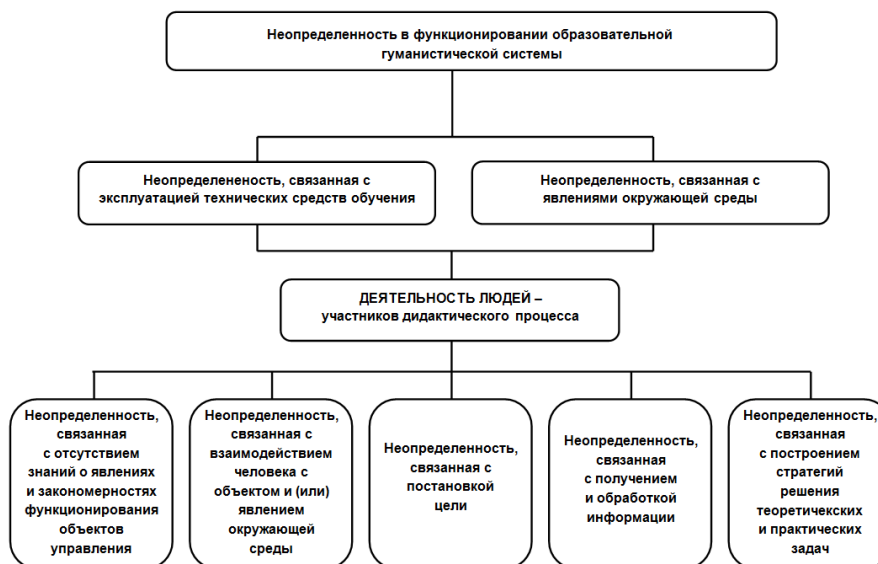 Неопределенность в функционировании образовательной
гуманистической системы
Неопределененость, связанная с
эксплуатацией технических средств обучения
Неопределенность, связанная с
явлениями окружающей среды
ДЕЯТЕЛЬНОСТЬ ЛЮДЕЙ –
участников дидактического процесса
Неопределенность,
связанная
с отсутствием
знаний о явлениях
и закономерностях
функционирования
объектов
управления
Неопределенность,
связанная с
взаимодействием
человека с
объектом и (или)
явлением
окружающей
среды
Неопределенность,
связанная с
постановкой
цели
Неопределенность,
связанная
с получением
и обработкой
информации
Неопределенность,
связанная
с построением
стратегий
решения
теоретичекских
и практических
задач